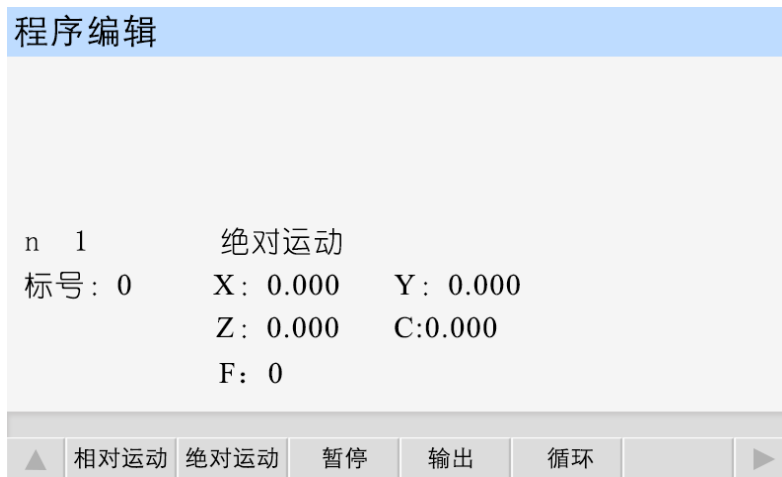 程序编辑
n 1 绝对运动
标号: 0 X: 0.000 Y: 0.000
Z: 0.000 C:0.000
F: 0
相对运动 绝对运动 暂停 输出 循环